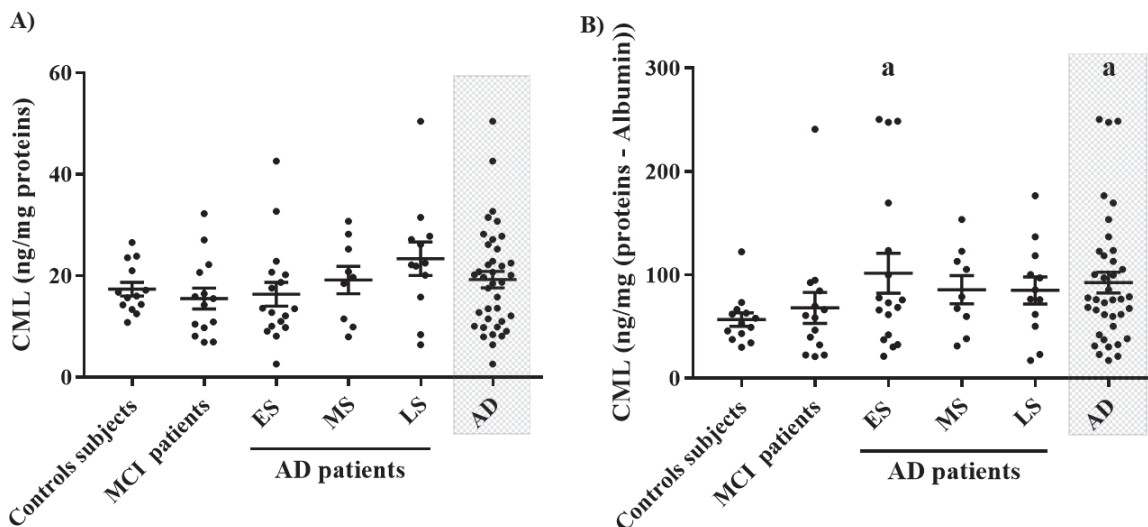 A)
CML (ng/mg proteins)
60
40
20
0
Controls subjects
MCI patients
ES
MS
LS
AD
AD patients
B)
CML (ng/mg (proteins - Albumin))
300
200
100
0
a
a
Controls subjects
MCI patients
ES
MS
LS
AD
AD patients